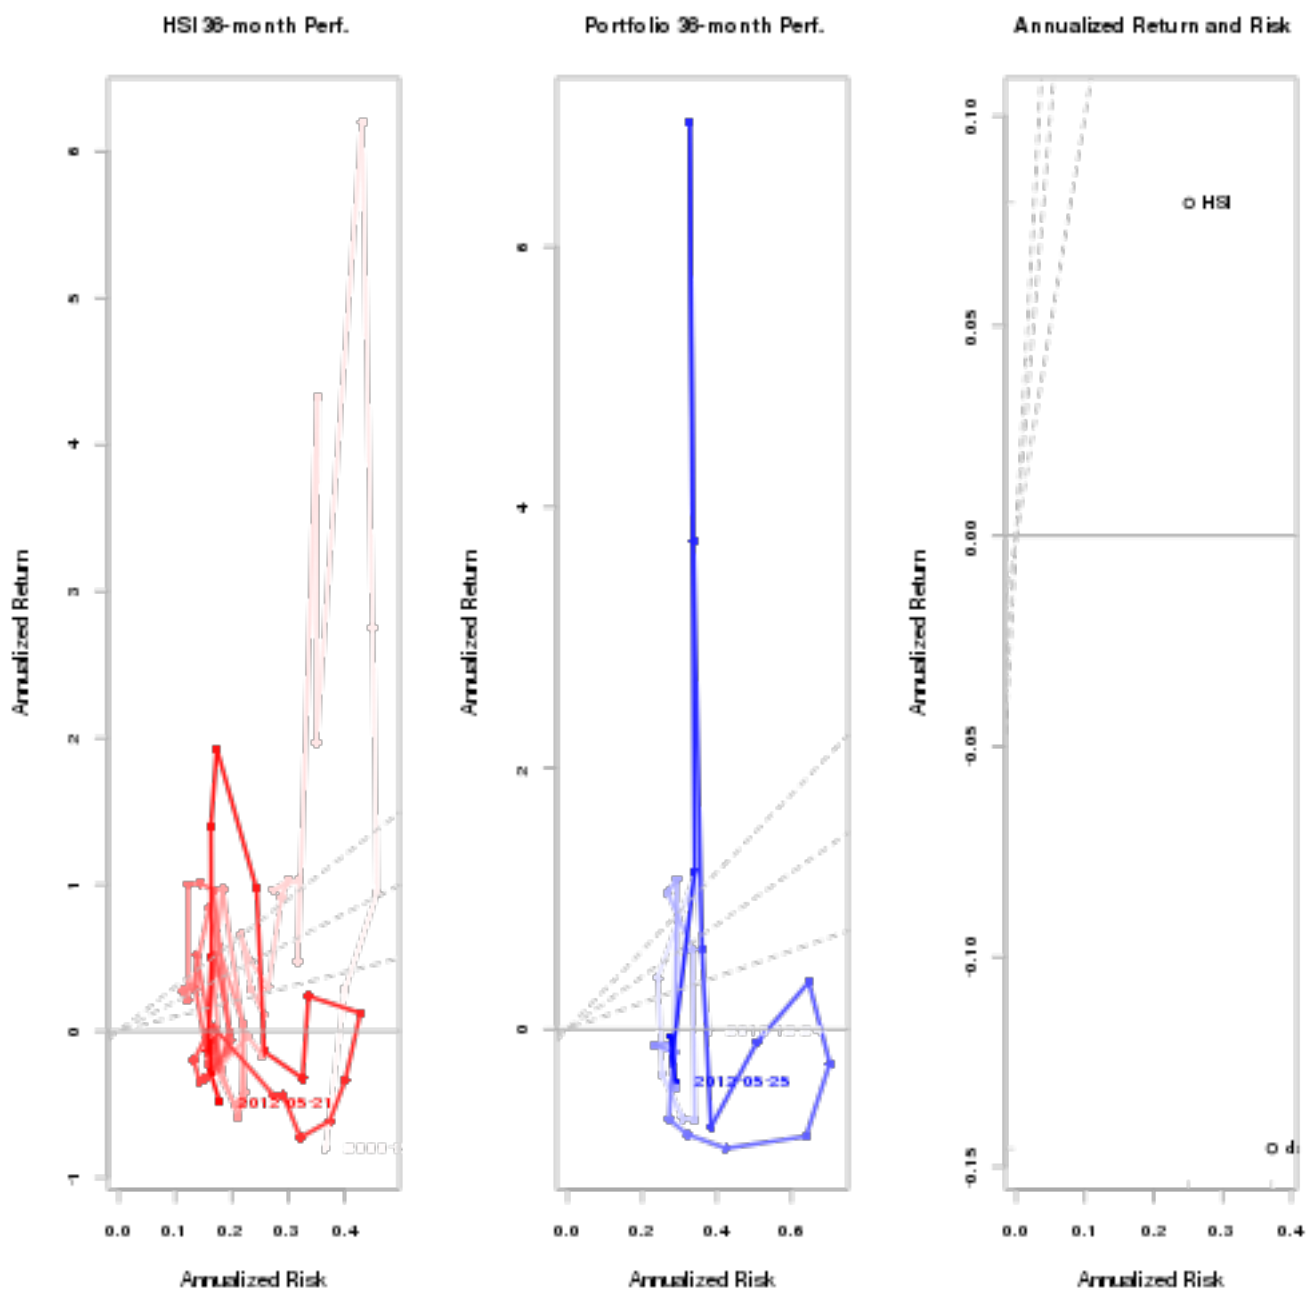 HSI 36-month Perf.
Portfolio 36-month Perf.
Annualized Return and Risk
Annualized Return
6
5
4
3
2
1
0
-1
2012-05-21
0.0 0.1 0.2 0.3 0.4
Annualized Risk
Annualized Return
6
4
2
0
2012-05-25
0.0 0.2 0.4 0.6
Annualized Risk
Annualized Return
0.10
0.05
0.00
-0.05
-0.10
-0.15
HSI
0.0 0.1 0.2 0.3 0.4
Annualized Risk